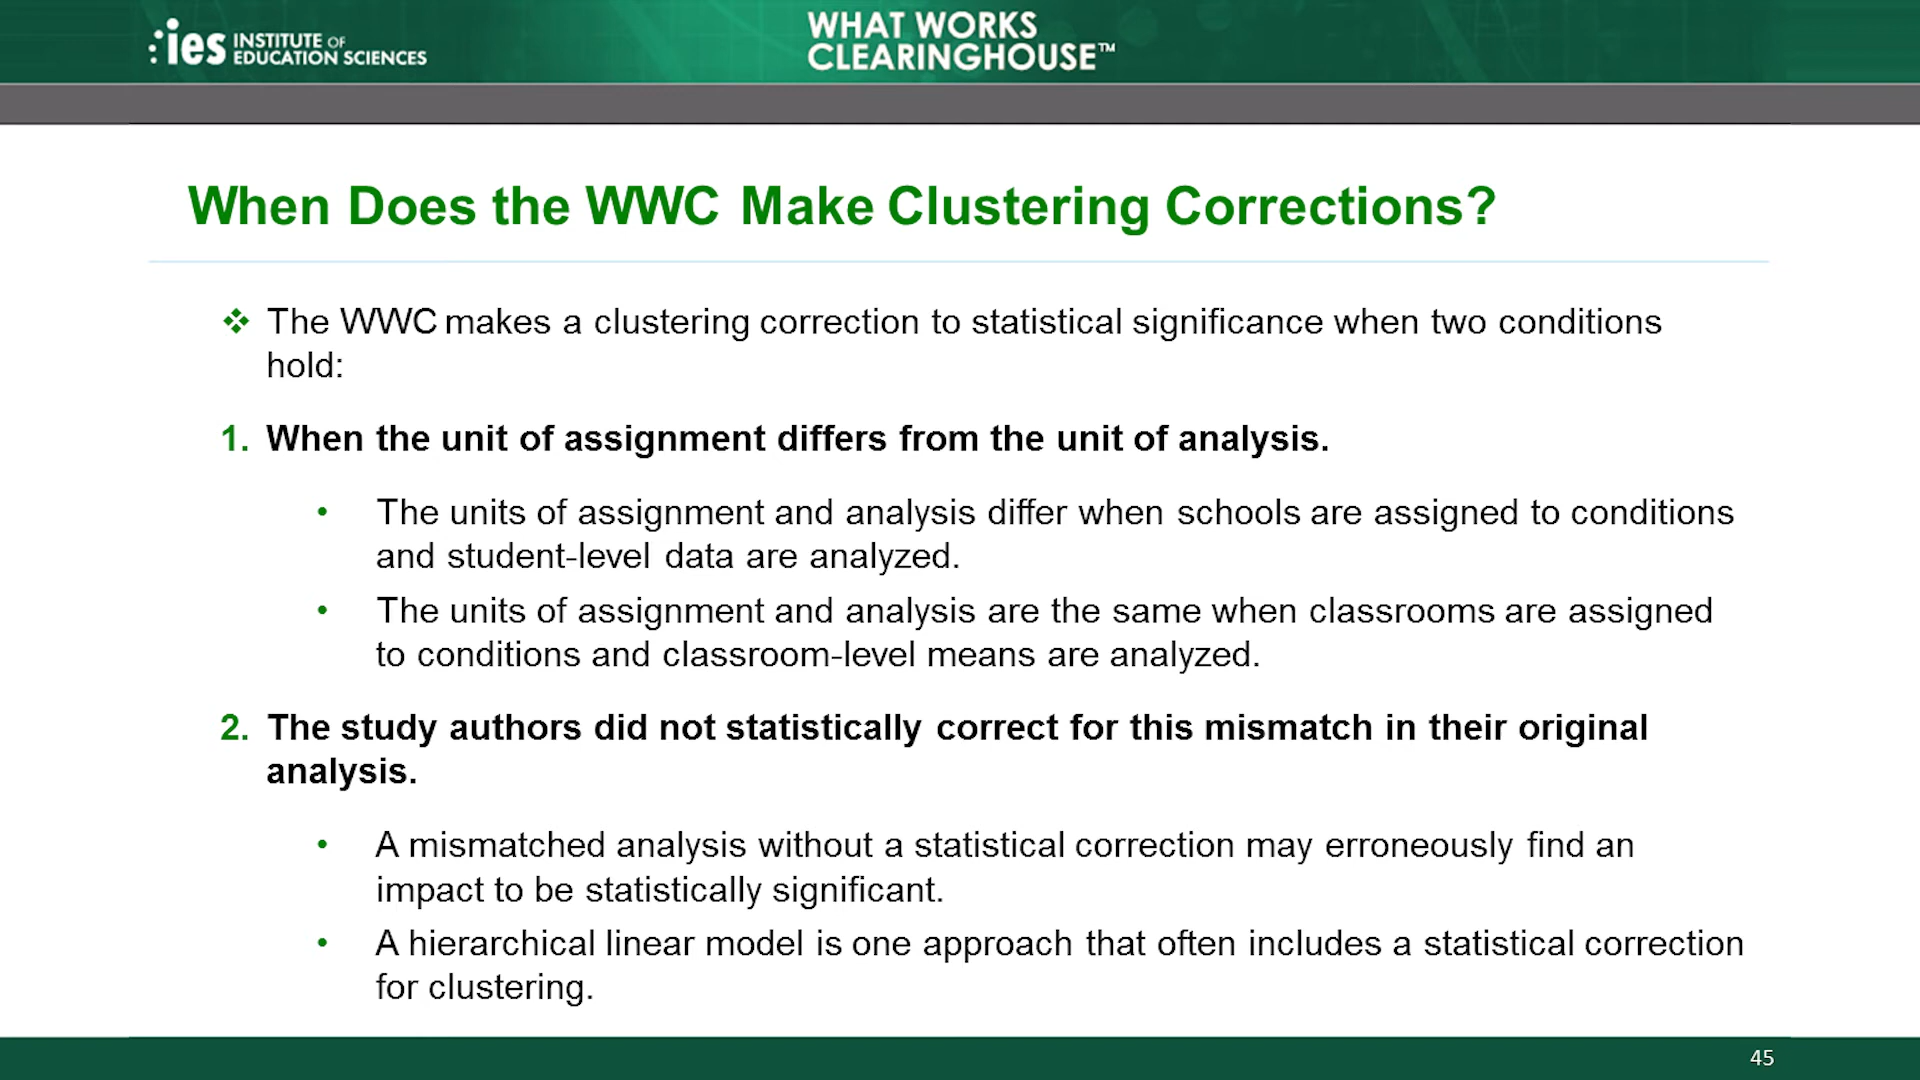 ies INSTITUTE OF
EDUCATION SCIENCES
WHAT WORKS
CLEARINGHOUSE™
When Does the WWC Make Clustering Corrections?
❖ The WWC makes a clustering correction to statistical significance when two conditions
hold:
1. When the unit of assignment differs from the unit of analysis.
• The units of assignment and analysis differ when schools are assigned to conditions
and student-level data are analyzed.
• The units of assignment and analysis are the same when classrooms are assigned
to conditions and classroom-level means are analyzed.
2. The study authors did not statistically correct for this mismatch in their original
analysis.
• A mismatched analysis without a statistical correction may erroneously find an
impact to be statistically significant.
• A hierarchical linear model is one approach that often includes a statistical correction
for clustering.
45